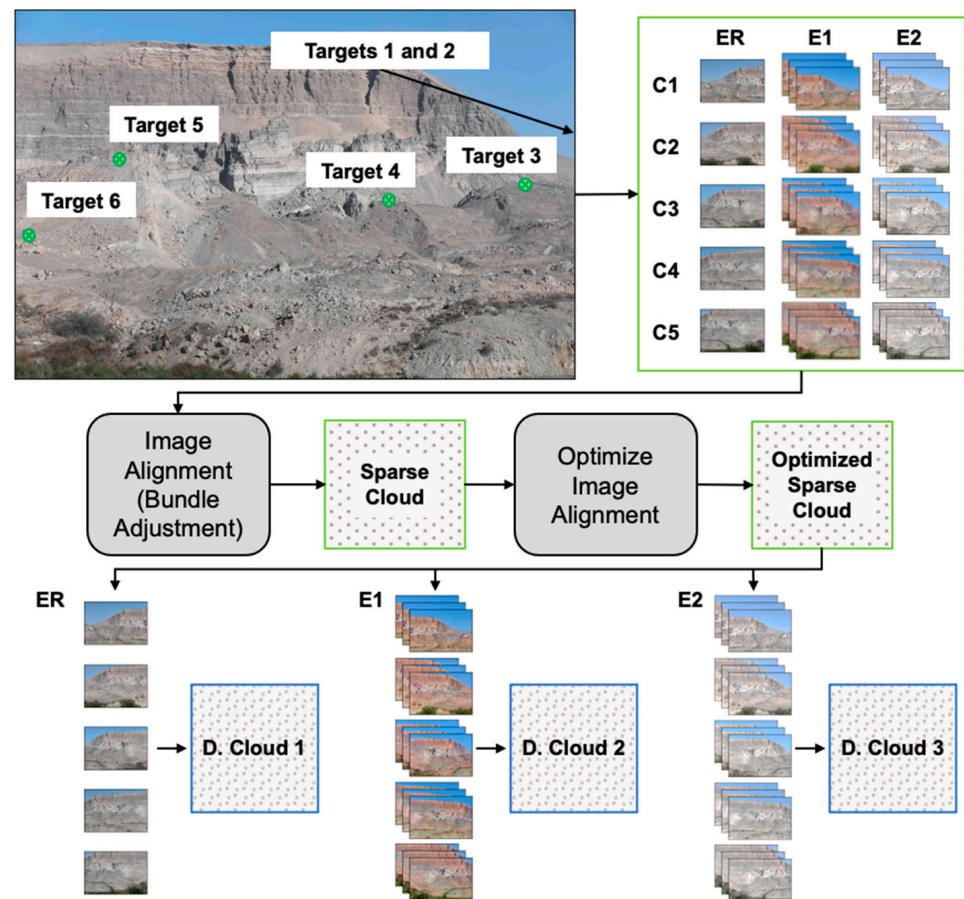 Targets 1 and 2
Target 5
Target 3
Target 4
Target 6
ER E1 E2
C1
C2
C3
C4
C5
Image
Alignment
(Bundle
Adjustment)
Sparse
Cloud
Optimize
Image
Alignment
Optimized
Sparse
Cloud
ER
E1
E2
D. Cloud 1
D. Cloud 2
D. Cloud 3